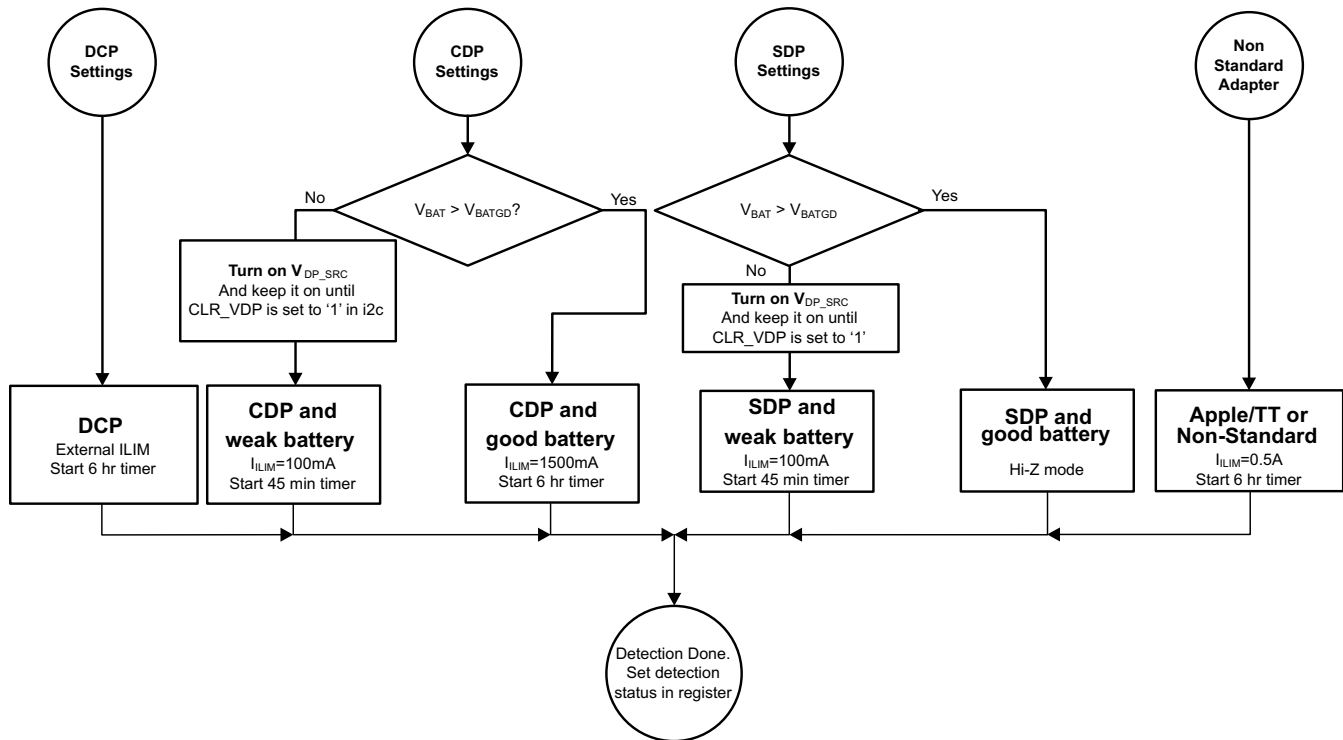 DCP
Settings
CDP
Settings
SDP
Settings
Non
Standard
Adapter
No
V_BAT > V_BATGD?
Yes
V_BAT > V_BATGD
Yes
Turn on V_DP_SRC
And keep it on until
CLR_VDP is set to ‘1’ in i2c
No
Turn on V_DP_SRC
And keep it on until
CLR_VDP is set to ‘1’
DCP
External ILIM
Start 6 hr timer
CDP and
weak battery
I_ILIM=100mA
Start 45 min timer
CDP and
good battery
I_ILIM=1500mA
Start 6 hr timer
SDP and
weak battery
I_ILIM=100mA
Start 45 min timer
SDP and
good battery
Hi-Z mode
Apple/TT or
Non-Standard
I_ILIM=0.5A
Start 6 hr timer
Detection Done.
Set detection
status in register